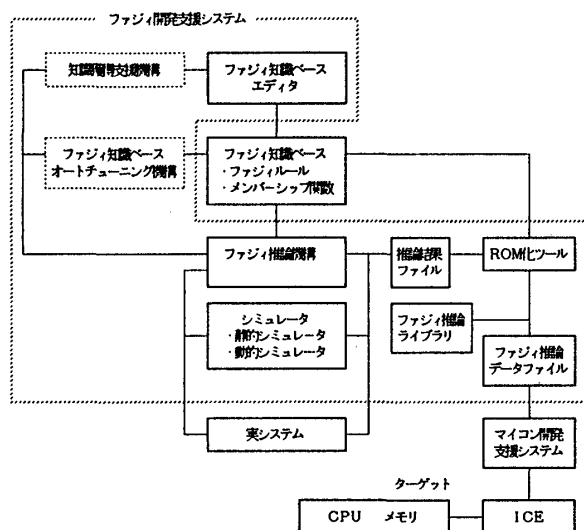 ファジィ開発支援システム
知識獲得支援機構
ファジィ知識ベース
エディタ
ファジィ知識ベース
オートチューニング機構
ファジィ知識ベース
・ファジィルール
・メンバーシップ関数
ファジィ推論機構
推論結果
ファイル
ROM化ツール
シミュレータ
・静的シミュレータ
・動的シミュレータ
ファジィ推論
ライブラリ
ファジィ推論
データファイル
実システム
マイコン開発
支援システム
ターゲット
CPU メモリ
ICE